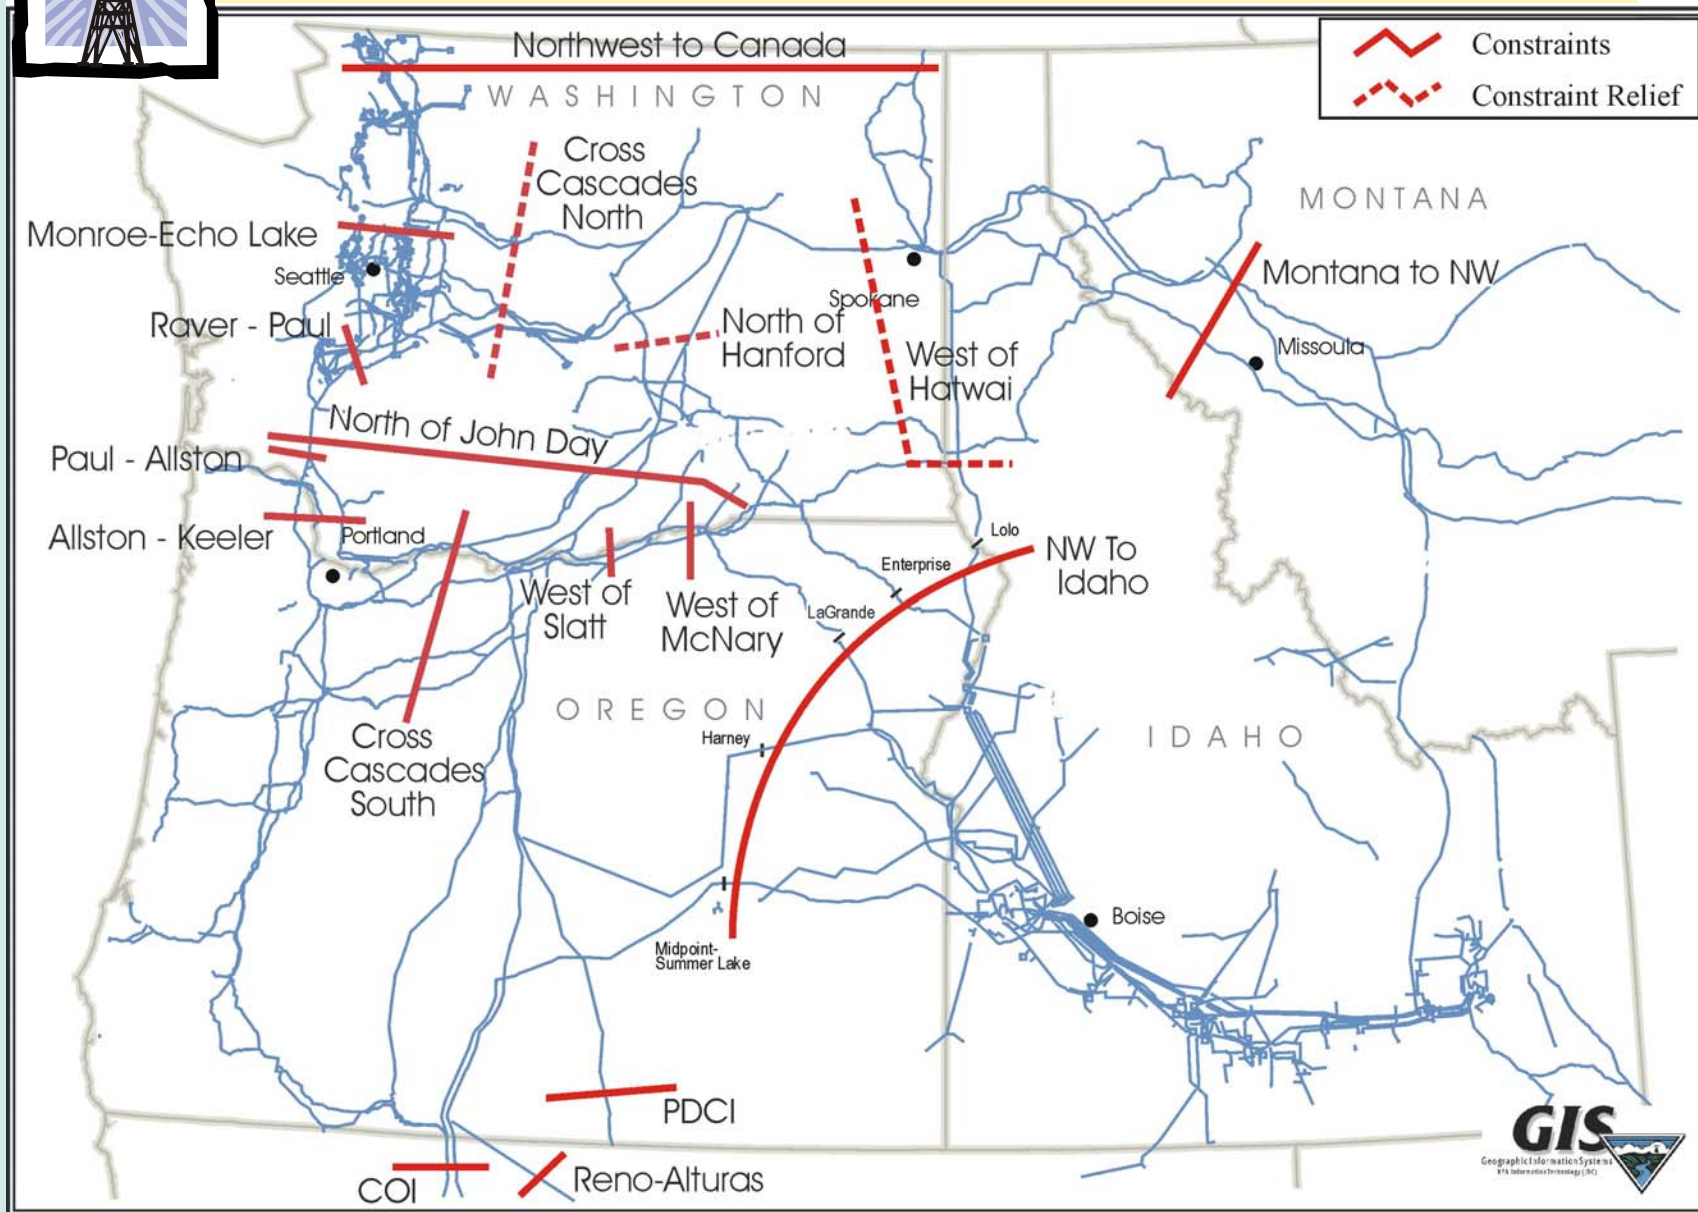 Northwest to Canada
Constraints
Constraint Relief
WASHINGTON
Cross
Cascades
North
MONTANA
Monroe-Echo Lake
Seattle
Montana to NW
Spokane
Raver - Paul
North of
Hanford
West of
Hatwai
Missoula
North of John Day
Paul - Allston
Allston - Keeler
Portland
Lolo
NW To
Idaho
Enterprise
West of
Slatt
West of
McNary
LaGrande
OREGON
Harney
IDAHO
Cross
Cascades
South
Boise
Midpoint-
Summer Lake
PDCI
COI
Reno-Alturas
GIS
Geographic Information Systems